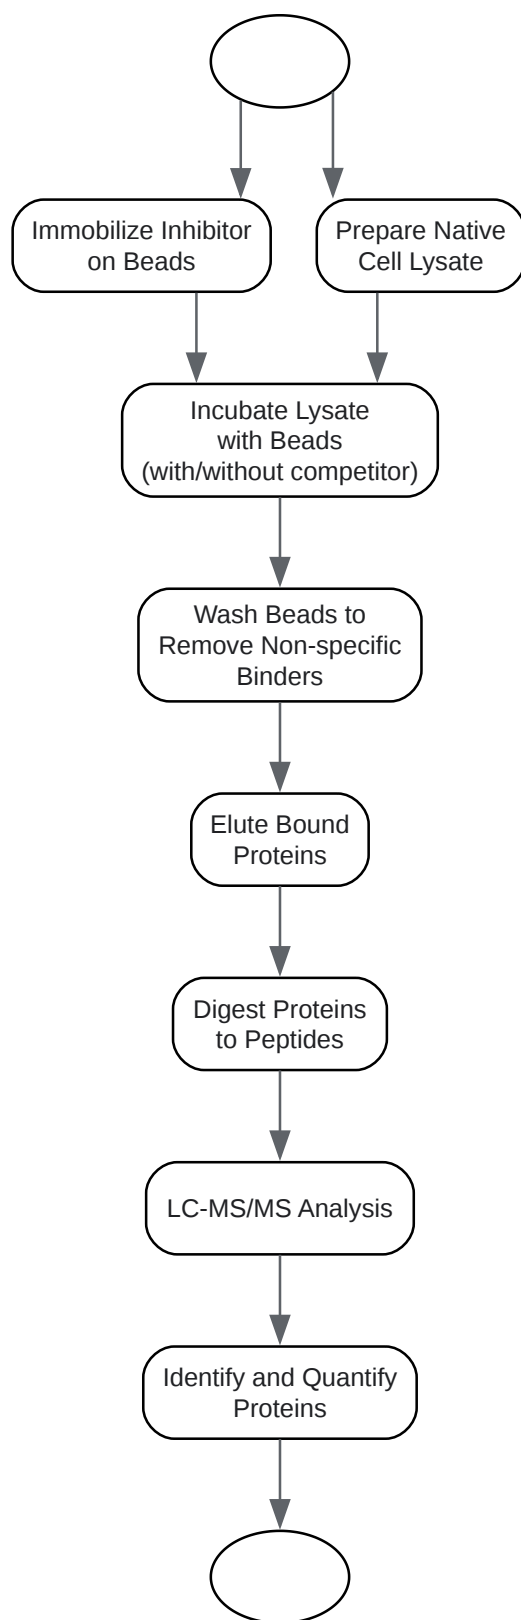 Immobilize Inhibitor
on Beads
Prepare Native
Cell Lysate
Incubate Lysate
with Beads
(with/without competitor)
Wash Beads to
Remove Non-specific
Binders
Elute Bound
Proteins
Digest Proteins
to Peptides
LC-MS/MS Analysis
Identify and Quantify
Proteins